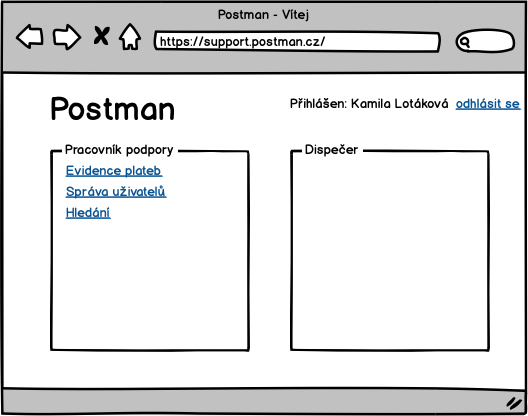 Postman - Vítej
https://support.postman.cz/
Postman
Přihlášen: Kamila Lotáková odhlásit se
Pracovník podpory
Evidence plateb
Správa uživatelů
Hledání
Dispečer